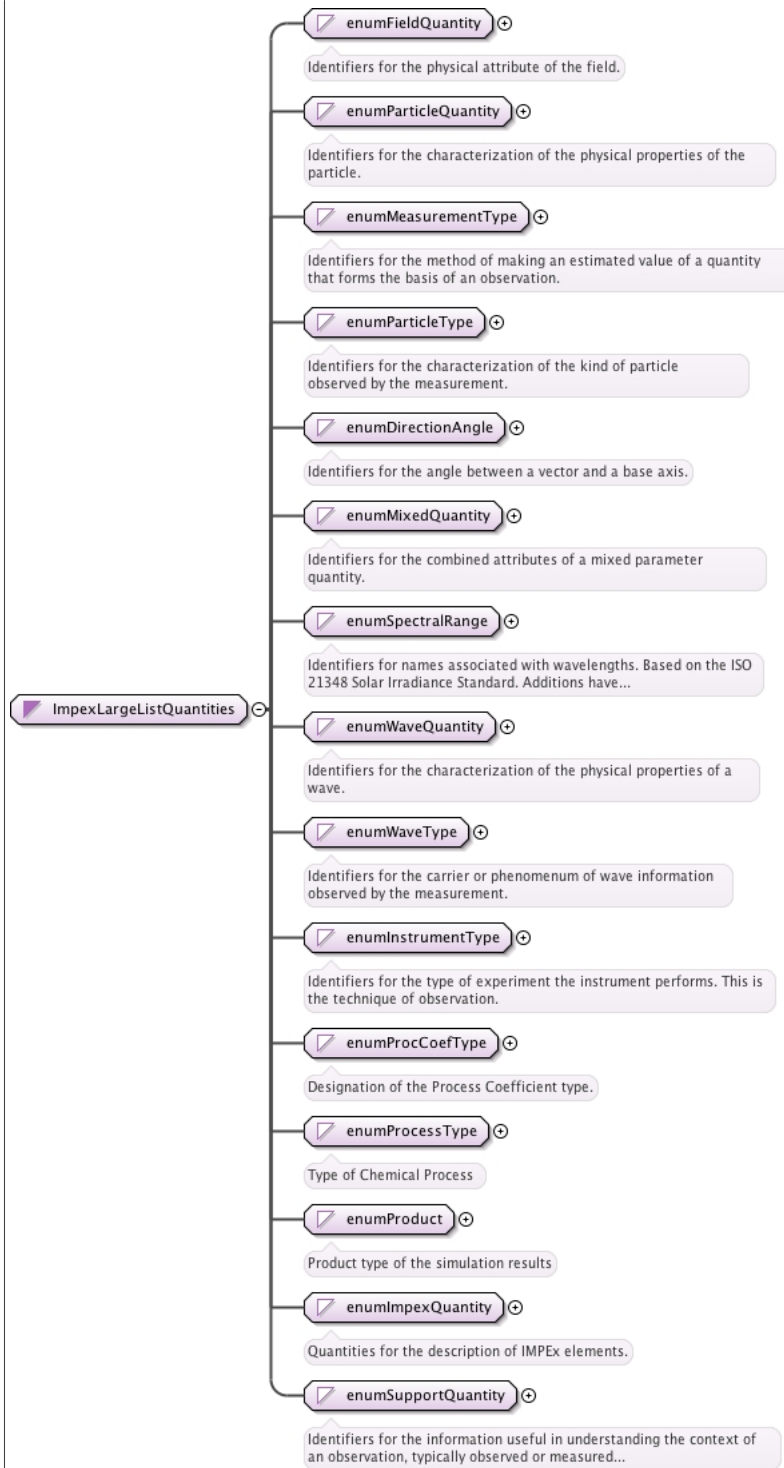 enumFieldQuantity
Identifiers for the physical attribute of the field.
enumParticleQuantity
Identifiers for the characterization of the physical properties of the
particle.
enumMeasurementType
Identifiers for the method of making an estimated value of a quantity
that forms the basis of an observation.
enumParticleType
Identifiers for the characterization of the kind of particle
observed by the measurement.
enumDirectionAngle
Identifiers for the angle between a vector and a base axis.
enumMixedQuantity
Identifiers for the combined attributes of a mixed parameter
quantity.
enumSpectralRange
Identifiers for names associated with wavelengths. Based on the ISO
21348 Solar Irradiance Standard. Additions have...
ImpexLargeListQuantities
enumWaveQuantity
Identifiers for the characterization of the physical properties of a
wave.
enumWaveType
Identifiers for the carrier or phenomenum of wave information
observed by the measurement.
enumInstrumentType
Identifiers for the type of experiment the instrument performs. This is
the technique of observation.
enumProcCoefType
Designation of the Process Coefficient type.
enumProcessType
Type of Chemical Process
enumProduct
Product type of the simulation results
enumImpexQuantity
Quantities for the description of IMPEx elements.
enumSupportQuantity
Identifiers for the information useful in understanding the context of
an observation, typically observed or measured...